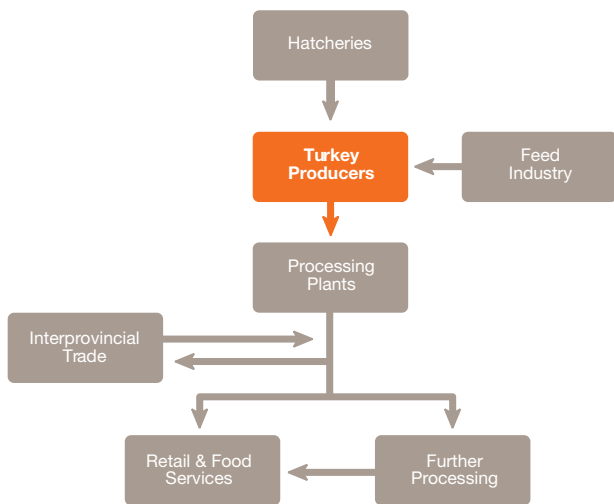 Hatcheries
Turkey
Producers
Feed
Industry
Processing
Plants
Interprovincial
Trade
Retail & Food
Services
Further
Processing